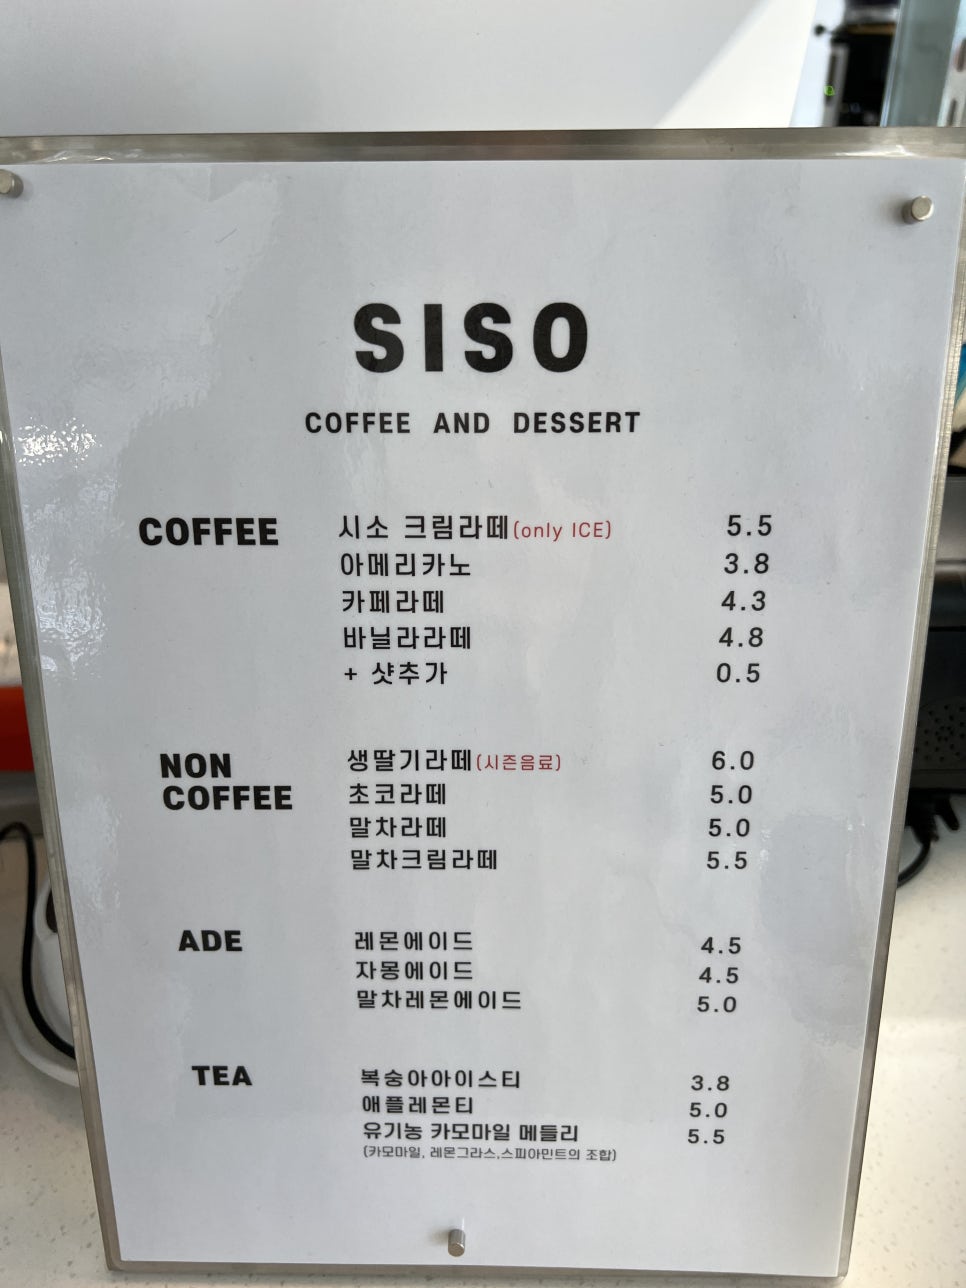 SISO
COFFEE AND DESSERT
COFFEE 시소 크림라떼(only ICE) 5.5
아메리카노 3.8
카페라떼 4.3
바닐라라떼 4.8
+ 샷추가 0.5
NON COFFEE 생딸기라떼(시즌음료) 6.0
초코라떼 5.0
말차라떼 5.0
말차크림라떼 5.5
ADE 레몬에이드 4.5
자몽에이드 4.5
말차레몬에이드 5.0
TEA 복숭아아이스티 3.8
애플레몬티 5.0
유기농 카모마일 메들리 5.5
(카모마일, 레몬그라스,스피아민트의 조합)